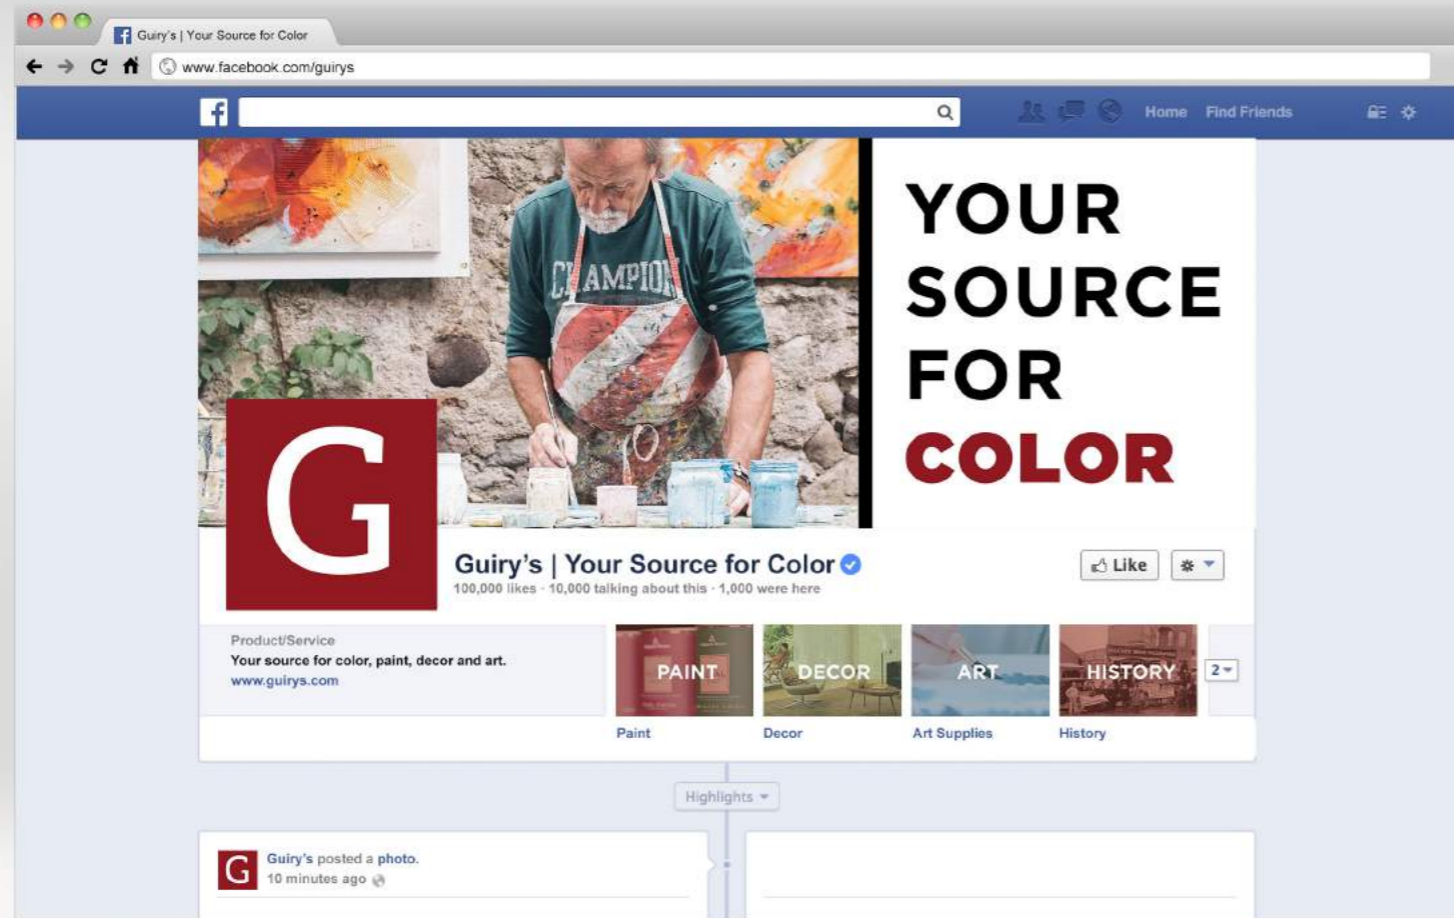 Guiry's | Your Source for Color
www.facebook.com/guirys
f
Home Find Friends
YOUR
SOURCE
FOR
COLOR
CHAMPION
G
Guiry's | Your Source for Color
100,000 likes · 10,000 talking about this · 1,000 were here
Like
Product/Service
Your source for color, paint, decor and art.
www.guirys.com
PAINT
DECOR
ART
HISTORY
2
Paint
Decor
Art Supplies
History
Highlights
G
Guiry's posted a photo.
10 minutes ago